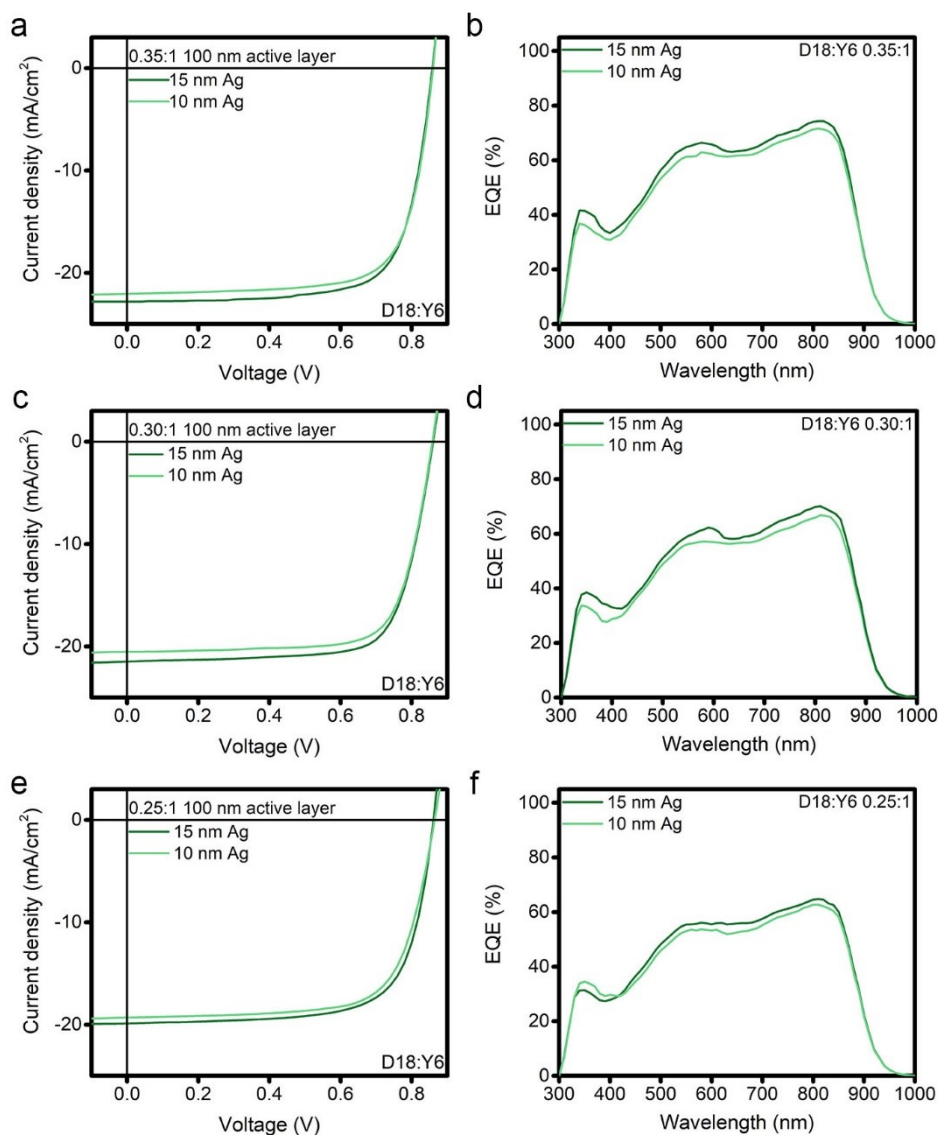 a
0.35:1 100 nm active layer
15 nm Ag
10 nm Ag
0
-10
-20
0.0 0.2 0.4 0.6 0.8
Current density (mA/cm²)
Voltage (V)
D18:Y6
b
15 nm Ag
10 nm Ag
D18:Y6 0.35:1
100
80
60
40
20
0
300 400 500 600 700 800 900 1000
EQE (%)
Wavelength (nm)
c
0.30:1 100 nm active layer
15 nm Ag
10 nm Ag
0
-10
-20
0.0 0.2 0.4 0.6 0.8
Current density (mA/cm²)
Voltage (V)
D18:Y6
d
15 nm Ag
10 nm Ag
D18:Y6 0.30:1
100
80
60
40
20
0
300 400 500 600 700 800 900 1000
EQE (%)
Wavelength (nm)
e
0.25:1 100 nm active layer
15 nm Ag
10 nm Ag
0
-10
-20
0.0 0.2 0.4 0.6 0.8
Current density (mA/cm²)
Voltage (V)
D18:Y6
f
15 nm Ag
10 nm Ag
D18:Y6 0.25:1
100
80
60
40
20
0
300 400 500 600 700 800 900 1000
EQE (%)
Wavelength (nm)